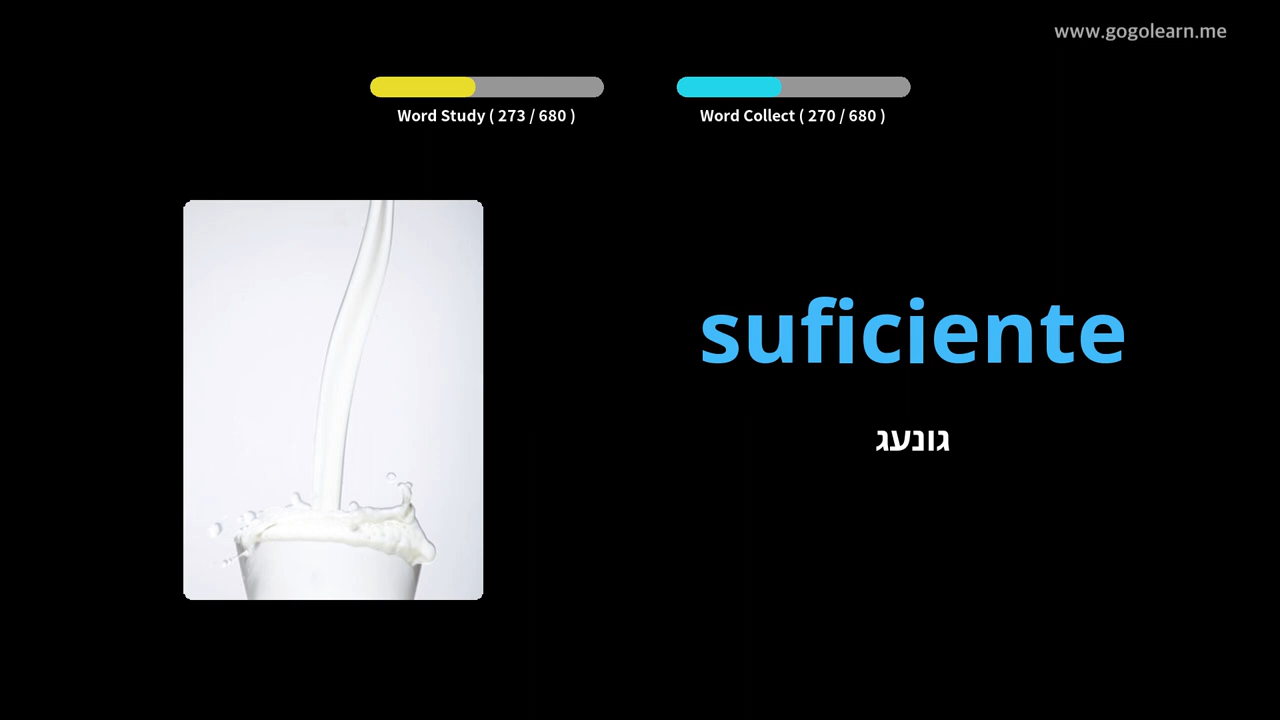 www.gogolearn.me
Word Study ( 273 / 680 )
Word Collect ( 270 / 680 )
suficiente
גונעג